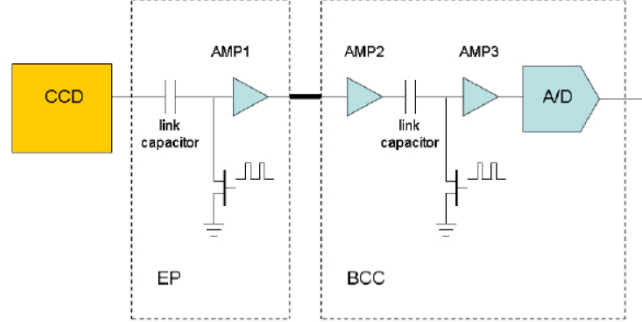 AMP1
AMP2
AMP3
CCD
A/D
link
capacitor
link
capacitor
EP
BCC